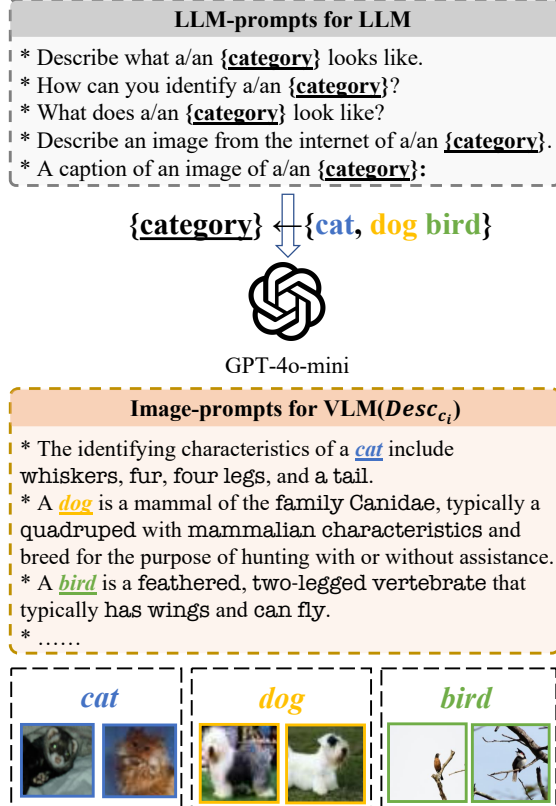 LLM-prompts for LLM
* Describe what a/an {category} looks like.
* How can you identify a/an {category}?
* What does a/an {category} look like?
* Describe an image from the internet of a/an {category}.
* A caption of an image of a/an {category}:
{category} ← {cat, dog bird}
GPT-4o-mini
Image-prompts for VLM(Desc_{c_i})
* The identifying characteristics of a cat include
whiskers, fur, four legs, and a tail.
* A dog is a mammal of the family Canidae, typically a
quadruped with mammalian characteristics and
breed for the purpose of hunting with or without assistance.
* A bird is a feathered, two-legged vertebrate that
typically has wings and can fly.
* ……
cat dog bird